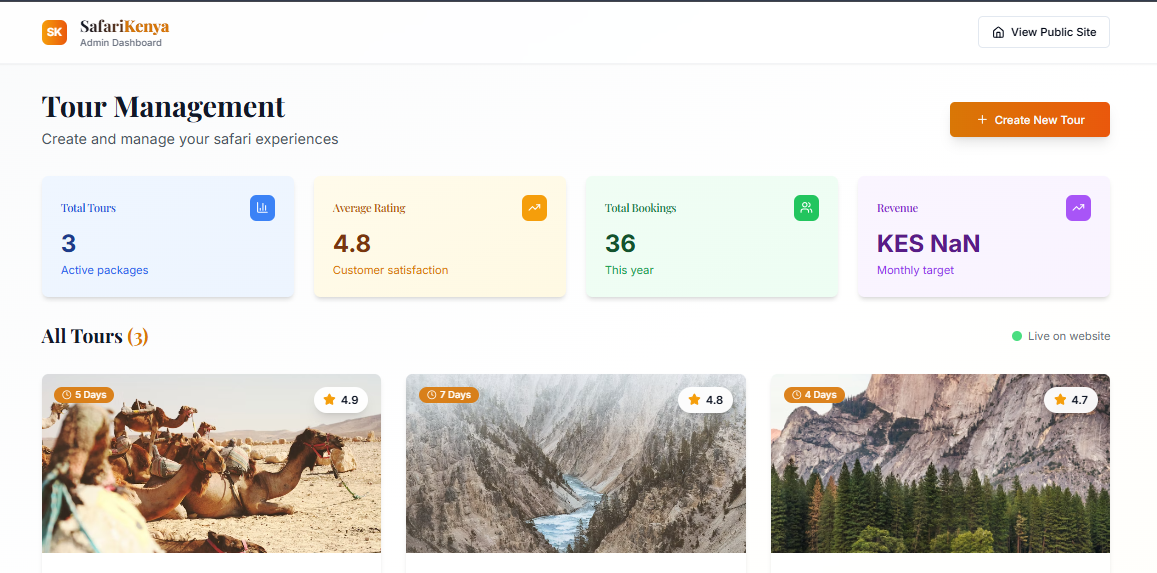 SK
SafariKenya
Admin Dashboard
View Public Site
Tour Management
Create and manage your safari experiences
+ Create New Tour
Total Tours
3
Active packages
Average Rating
4.8
Customer satisfaction
Total Bookings
36
This year
Revenue
KES NaN
Monthly target
All Tours (3)
Live on website
5 Days
4.9
7 Days
4.8
4 Days
4.7